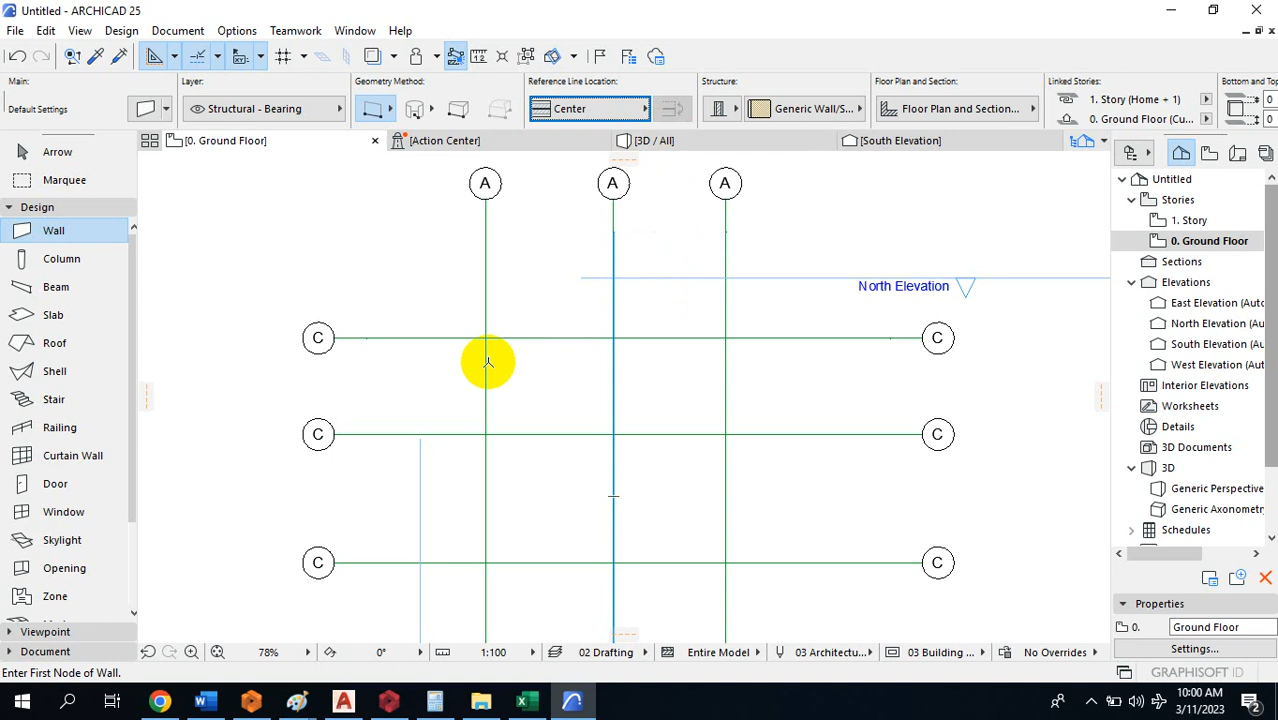 Untitled - ARCHICAD 25
File Edit View Design Document Options Teamwork Window Help
Main: Layer: Geometry Method: Reference Line Location: Structure: Floor Plan and Section: Linked Stories: Bottom and To
Default Settings Structural - Bearing Center Generic Wall/S... Floor Plan and Section... 1. Story (Home + 1) 0
0. Ground Floor (Cu... 0
[0. Ground Floor] [Action Center] [3D / All] [South Elevation]
Arrow
Marquee
Design
Wall
Column
Beam
Slab
Roof
Shell
Stair
Railing
Curtain Wall
Door
Window
Skylight
Opening
Zone
Viewpoint
Document
A A A
North Elevation
C C
C C
C C
Untitled
Stories
1. Story
0. Ground Floor
Sections
Elevations
East Elevation (Aut
North Elevation (Au
South Elevation (Au
West Elevation (Aut
Interior Elevations
Worksheets
Details
3D Documents
3D
Generic Perspective
Generic Axonometry
Schedules
Properties
0. Ground Floor
Settings...
78% 0° 1:100 02 Drafting Entire Model 03 Architectu... 03 Building ... No Overrides
Enter First Node of Wall.
GRAPHISOFT ID
10:00 AM
3/11/2023
2